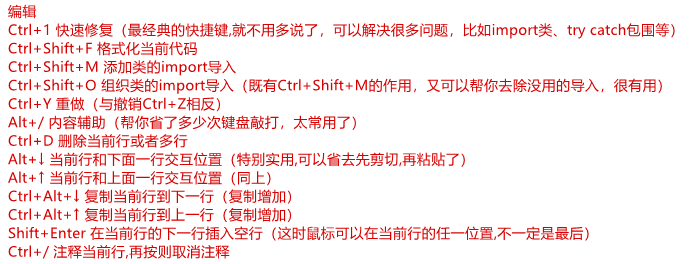 编辑
Ctrl+1 快速修复（最经典的快捷键,就不用多说了，可以解决很多问题，比如import类、try catch包围等）
Ctrl+Shift+F 格式化当前代码
Ctrl+Shift+M 添加类的import导入
Ctrl+Shift+O 组织类的import导入（既有Ctrl+Shift+M的作用，又可以帮你去除没用的导入，很有用）
Ctrl+Y 重做（与撤销Ctrl+Z相反）
Alt+/ 内容辅助（帮你省了多少次键盘敲打，太常用了）
Ctrl+D 删除当前行或者多行
Alt+↓ 当前行和下面一行交互位置（特别实用,可以省去先剪切,再粘贴了）
Alt+↑ 当前行和上面一行交互位置（同上）
Ctrl+Alt+↓ 复制当前行到下一行（复制增加）
Ctrl+Alt+↑ 复制当前行到上一行（复制增加）
Shift+Enter 在当前行的下一行插入空行（这时鼠标可以在当前行的任一位置,不一定是最后）
Ctrl+/ 注释当前行,再按则取消注释